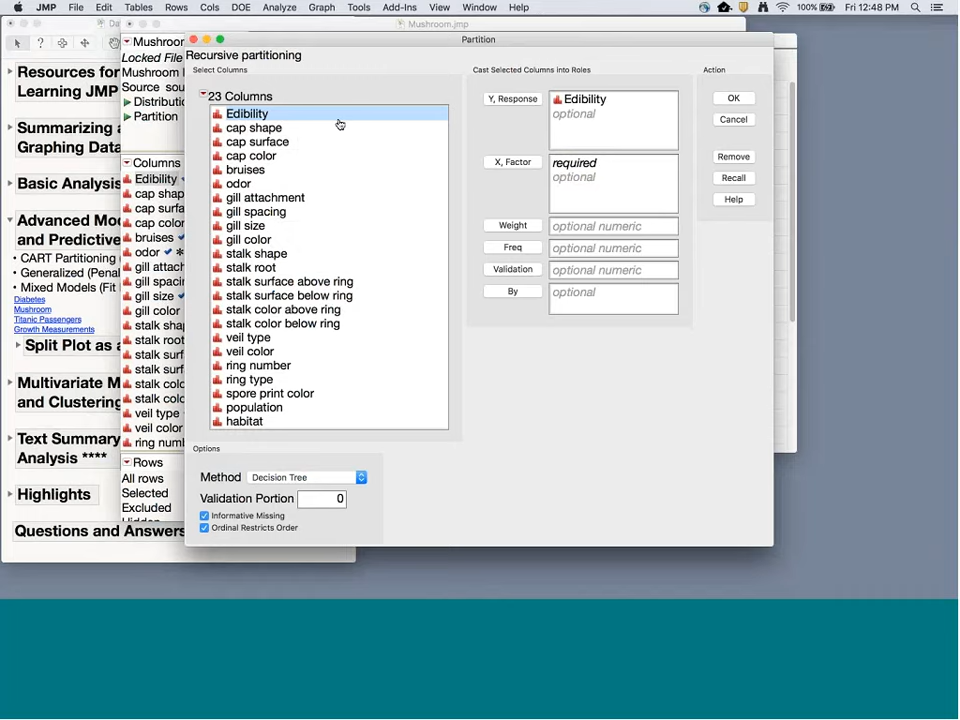 JMP File Edit Tables Rows Cols DOE Analyze Graph Tools Add-Ins View Window Help 100% Fri 12:48 PM
Mushroom.jmp
Partition
Recursive partitioning
Select Columns
23 Columns
Edibility
cap shape
cap surface
cap color
bruises
odor
gill attachment
gill spacing
gill size
gill color
stalk shape
stalk root
stalk surface above ring
stalk surface below ring
stalk color above ring
stalk color below ring
veil type
veil color
ring number
ring type
spore print color
population
habitat
Cast Selected Columns into Roles
Y, Response
Edibility
optional
X, Factor
required
optional
Weight
optional numeric
Freq
optional numeric
Validation
optional numeric
By
optional
Action
OK
Cancel
Remove
Recall
Help
Options
Method Decision Tree
Validation Portion 0
Informative Missing
Ordinal Restricts Order
Da
Resources for
Learning JMP
Summarizing a
Graphing Data
Basic Analysis
Advanced Mod
and Predictive
• CART Partitioning
• Generalized (Penal
• Mixed Models (Fit
Diabetes
Mushroom
Titanic Passengers
Growth Measurements
Split Plot as a
Multivariate M
and Clustering
Text Summary
Analysis ****
Highlights
Questions and Answers
Mushroom
Locked File
Mushroom
Source sou
Distributio
Partition
Columns
Edibility
cap shap
cap surfa
cap color
bruises
odor
gill attach
gill spacin
gill size
gill color
stalk shap
stalk root
stalk surf
stalk surf
stalk colo
stalk colo
veil type
veil color
ring numb
Rows
All rows
Selected
Excluded